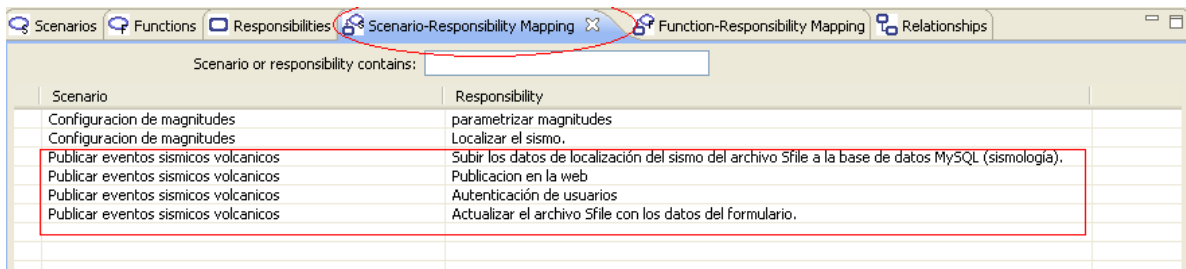 Scenarios Functions Responsibilities Scenario-Responsibility Mapping Function-Responsibility Mapping Relationships
Scenario or responsibility contains:
Scenario Responsibility
Configuracion de magnitudes parametrizar magnitudes
Configuracion de magnitudes Localizar el sismo.
Publicar eventos sismicos volcanicos Subir los datos de localización del sismo del archivo Sfile a la base de datos MySQL (sismología).
Publicar eventos sismicos volcanicos Publicacion en la web
Publicar eventos sismicos volcanicos Autenticación de usuarios
Publicar eventos sismicos volcanicos Actualizar el archivo Sfile con los datos del formulario.